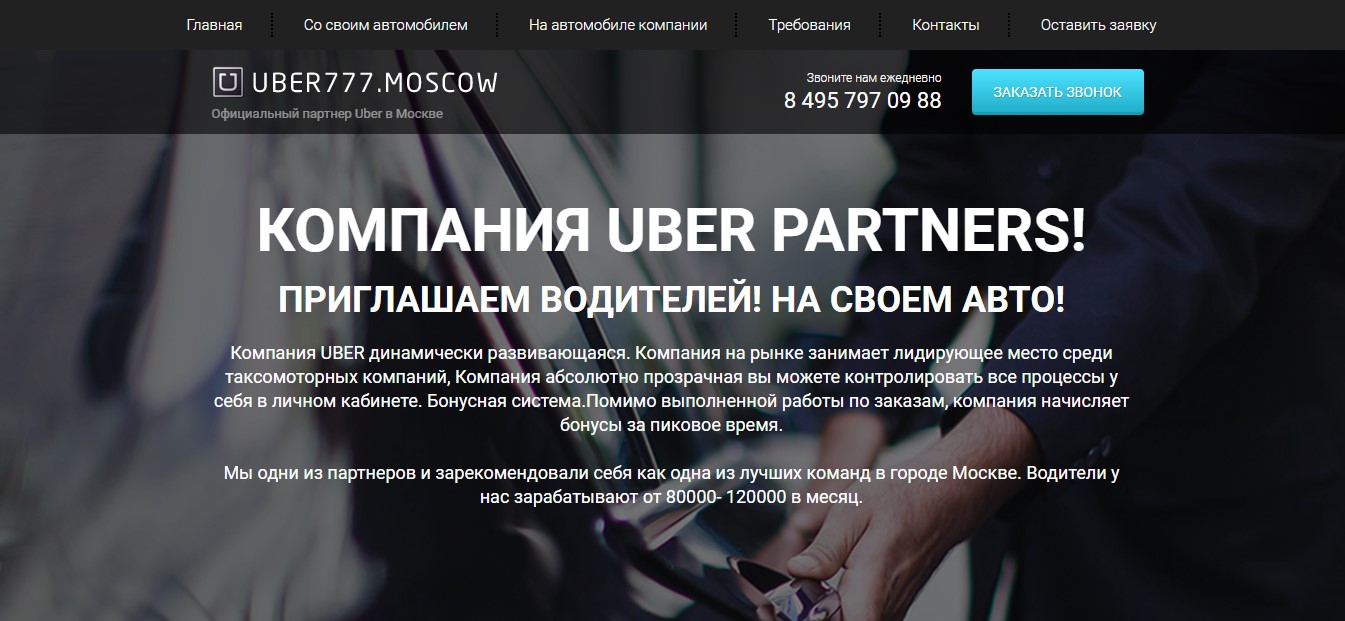 Главная
Со своим автомобилем
На автомобиле компании
Требования
Контакты
Оставить заявку
UBER777.MOSCOW
Официальный партнер Uber в Москве
Звоните нам ежедневно
8 495 797 09 88
ЗАКАЗАТЬ ЗВОНОК
КОМПАНИЯ UBER PARTNERS!
ПРИГЛАШАЕМ ВОДИТЕЛЕЙ! НА СВОЕМ АВТО!
Компания UBER динамически развивающаяся. Компания на рынке занимает лидирующее место среди
таксомоторных компаний, Компания абсолютно прозрачная вы можете контролировать все процессы у
себя в личном кабинете. Бонусная система.Помимо выполненной работы по заказам, компания начисляет
бонусы за пиковое время.
Мы одни из партнеров и зарекомендовали себя как одна из лучших команд в городе Москве. Водители у
нас зарабатывают от 80000- 120000 в месяц.